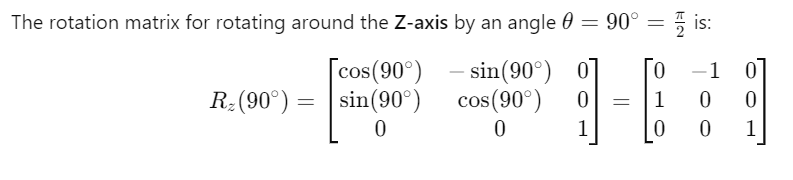 The rotation matrix for rotating around the Z-axis by an angle θ = 90° = π/2 is:
R_z(90°) = [cos(90°) −sin(90°) 0; sin(90°) cos(90°) 0; 0 0 1] = [0 −1 0; 1 0 0; 0 0 1]